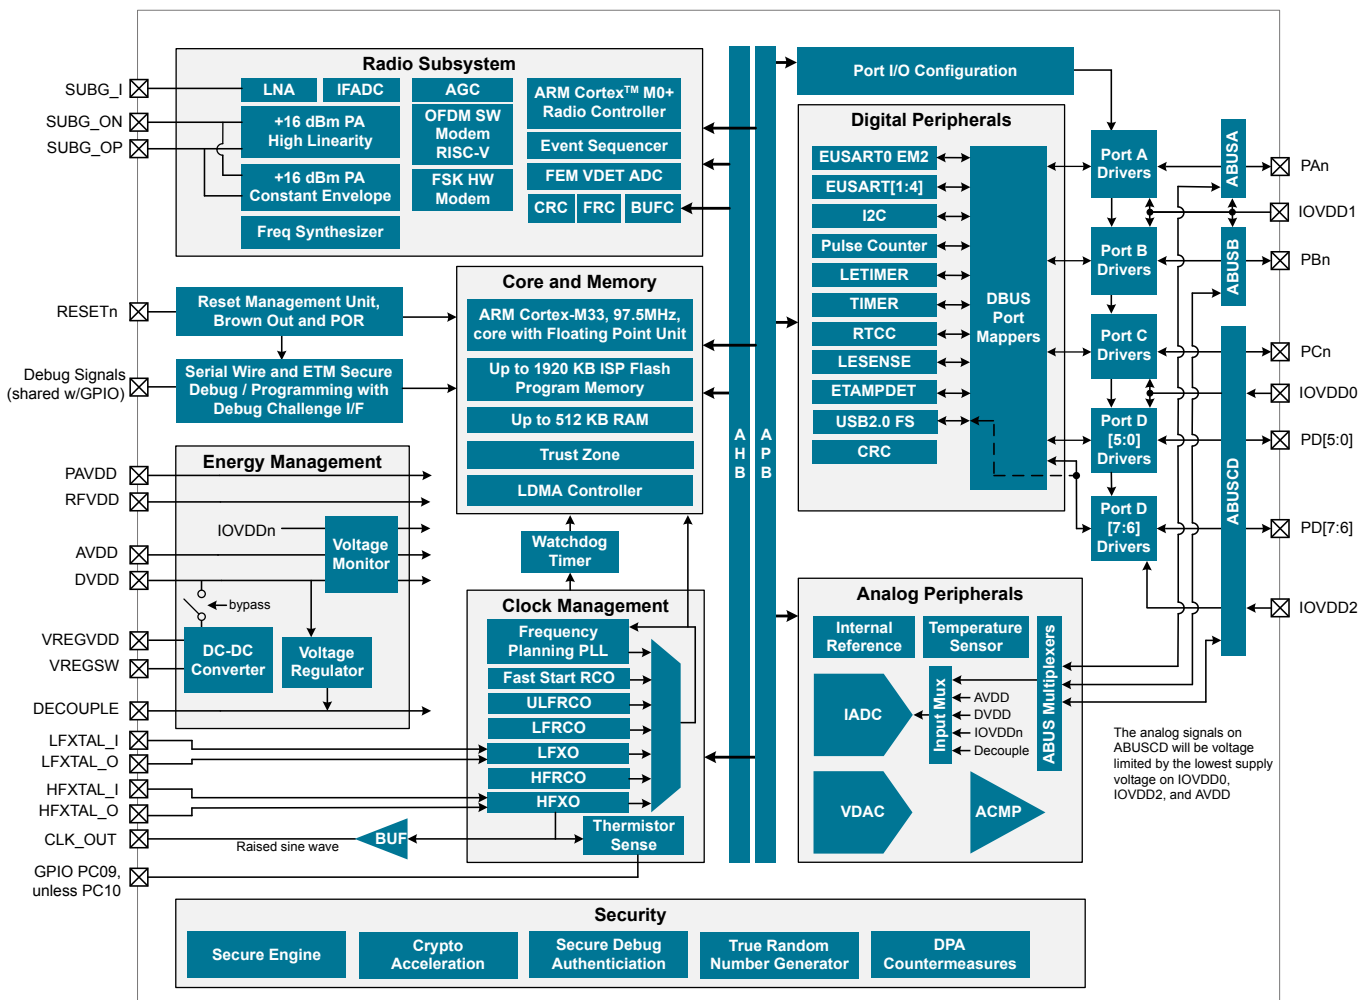 Radio Subsystem
SUBG_I
SUBG_ON
SUBG_OP
LNA
IFADC
AGC
ARM Cortex™ M0+
Radio Controller
+16 dBm PA
High Linearity
OFDM SW
Modem
RISC-V
Event Sequencer
+16 dBm PA
Constant Envelope
FSK HW
Modem
FEM VDET ADC
CRC
FRC
BUFC
Freq Synthesizer
RESETn
Reset Management Unit,
Brown Out and POR
Debug Signals
(shared w/GPIO)
Serial Wire and ETM Secure
Debug / Programming with
Debug Challenge I/F
Core and Memory
ARM Cortex-M33, 97.5MHz,
core with Floating Point Unit
Up to 1920 KB ISP Flash
Program Memory
Up to 512 KB RAM
Trust Zone
LDMA Controller
Energy Management
PAVDD
RFVDD
AVDD
DVDD
VREGVDD
VREGSW
DECOUPLE
IOVDDn
Voltage
Monitor
bypass
DC-DC
Converter
Voltage
Regulator
Watchdog
Timer
Clock Management
Frequency
Planning PLL
Fast Start RCO
ULFRCO
LFRCO
LFXO
HFRCO
HFXO
Thermistor
Sense
LFXTAL_I
LFXTAL_O
HFXTAL_I
HFXTAL_O
CLK_OUT
Raised sine wave
BUF
GPIO PC09,
unless PC10
A
H
B
A
P
B
Port I/O Configuration
Digital Peripherals
EUSART0 EM2
EUSART[1:4]
I2C
Pulse Counter
LETIMER
TIMER
RTCC
LESENSE
ETAMPDET
USB2.0 FS
CRC
DBUS
Port
Mappers
Port A
Drivers
Port B
Drivers
Port C
Drivers
Port D
[5:0]
Drivers
Port D
[7:6]
Drivers
ABUSA
ABUSB
ABUSCD
PAn
IOVDD1
PBn
PCn
IOVDD0
PD[5:0]
PD[7:6]
IOVDD2
Analog Peripherals
Internal
Reference
Temperature
Sensor
IADC
Input Mux
AVDD
DVDD
IOVDDn
Decouple
ABUS Multiplexers
VDAC
ACMP
The analog signals on
ABUSCD will be voltage
limited by the lowest supply
voltage on IOVDD0,
IOVDD2, and AVDD
Security
Secure Engine
Crypto
Acceleration
Secure Debug
Authenticiation
True Random
Number Generator
DPA
Countermeasures